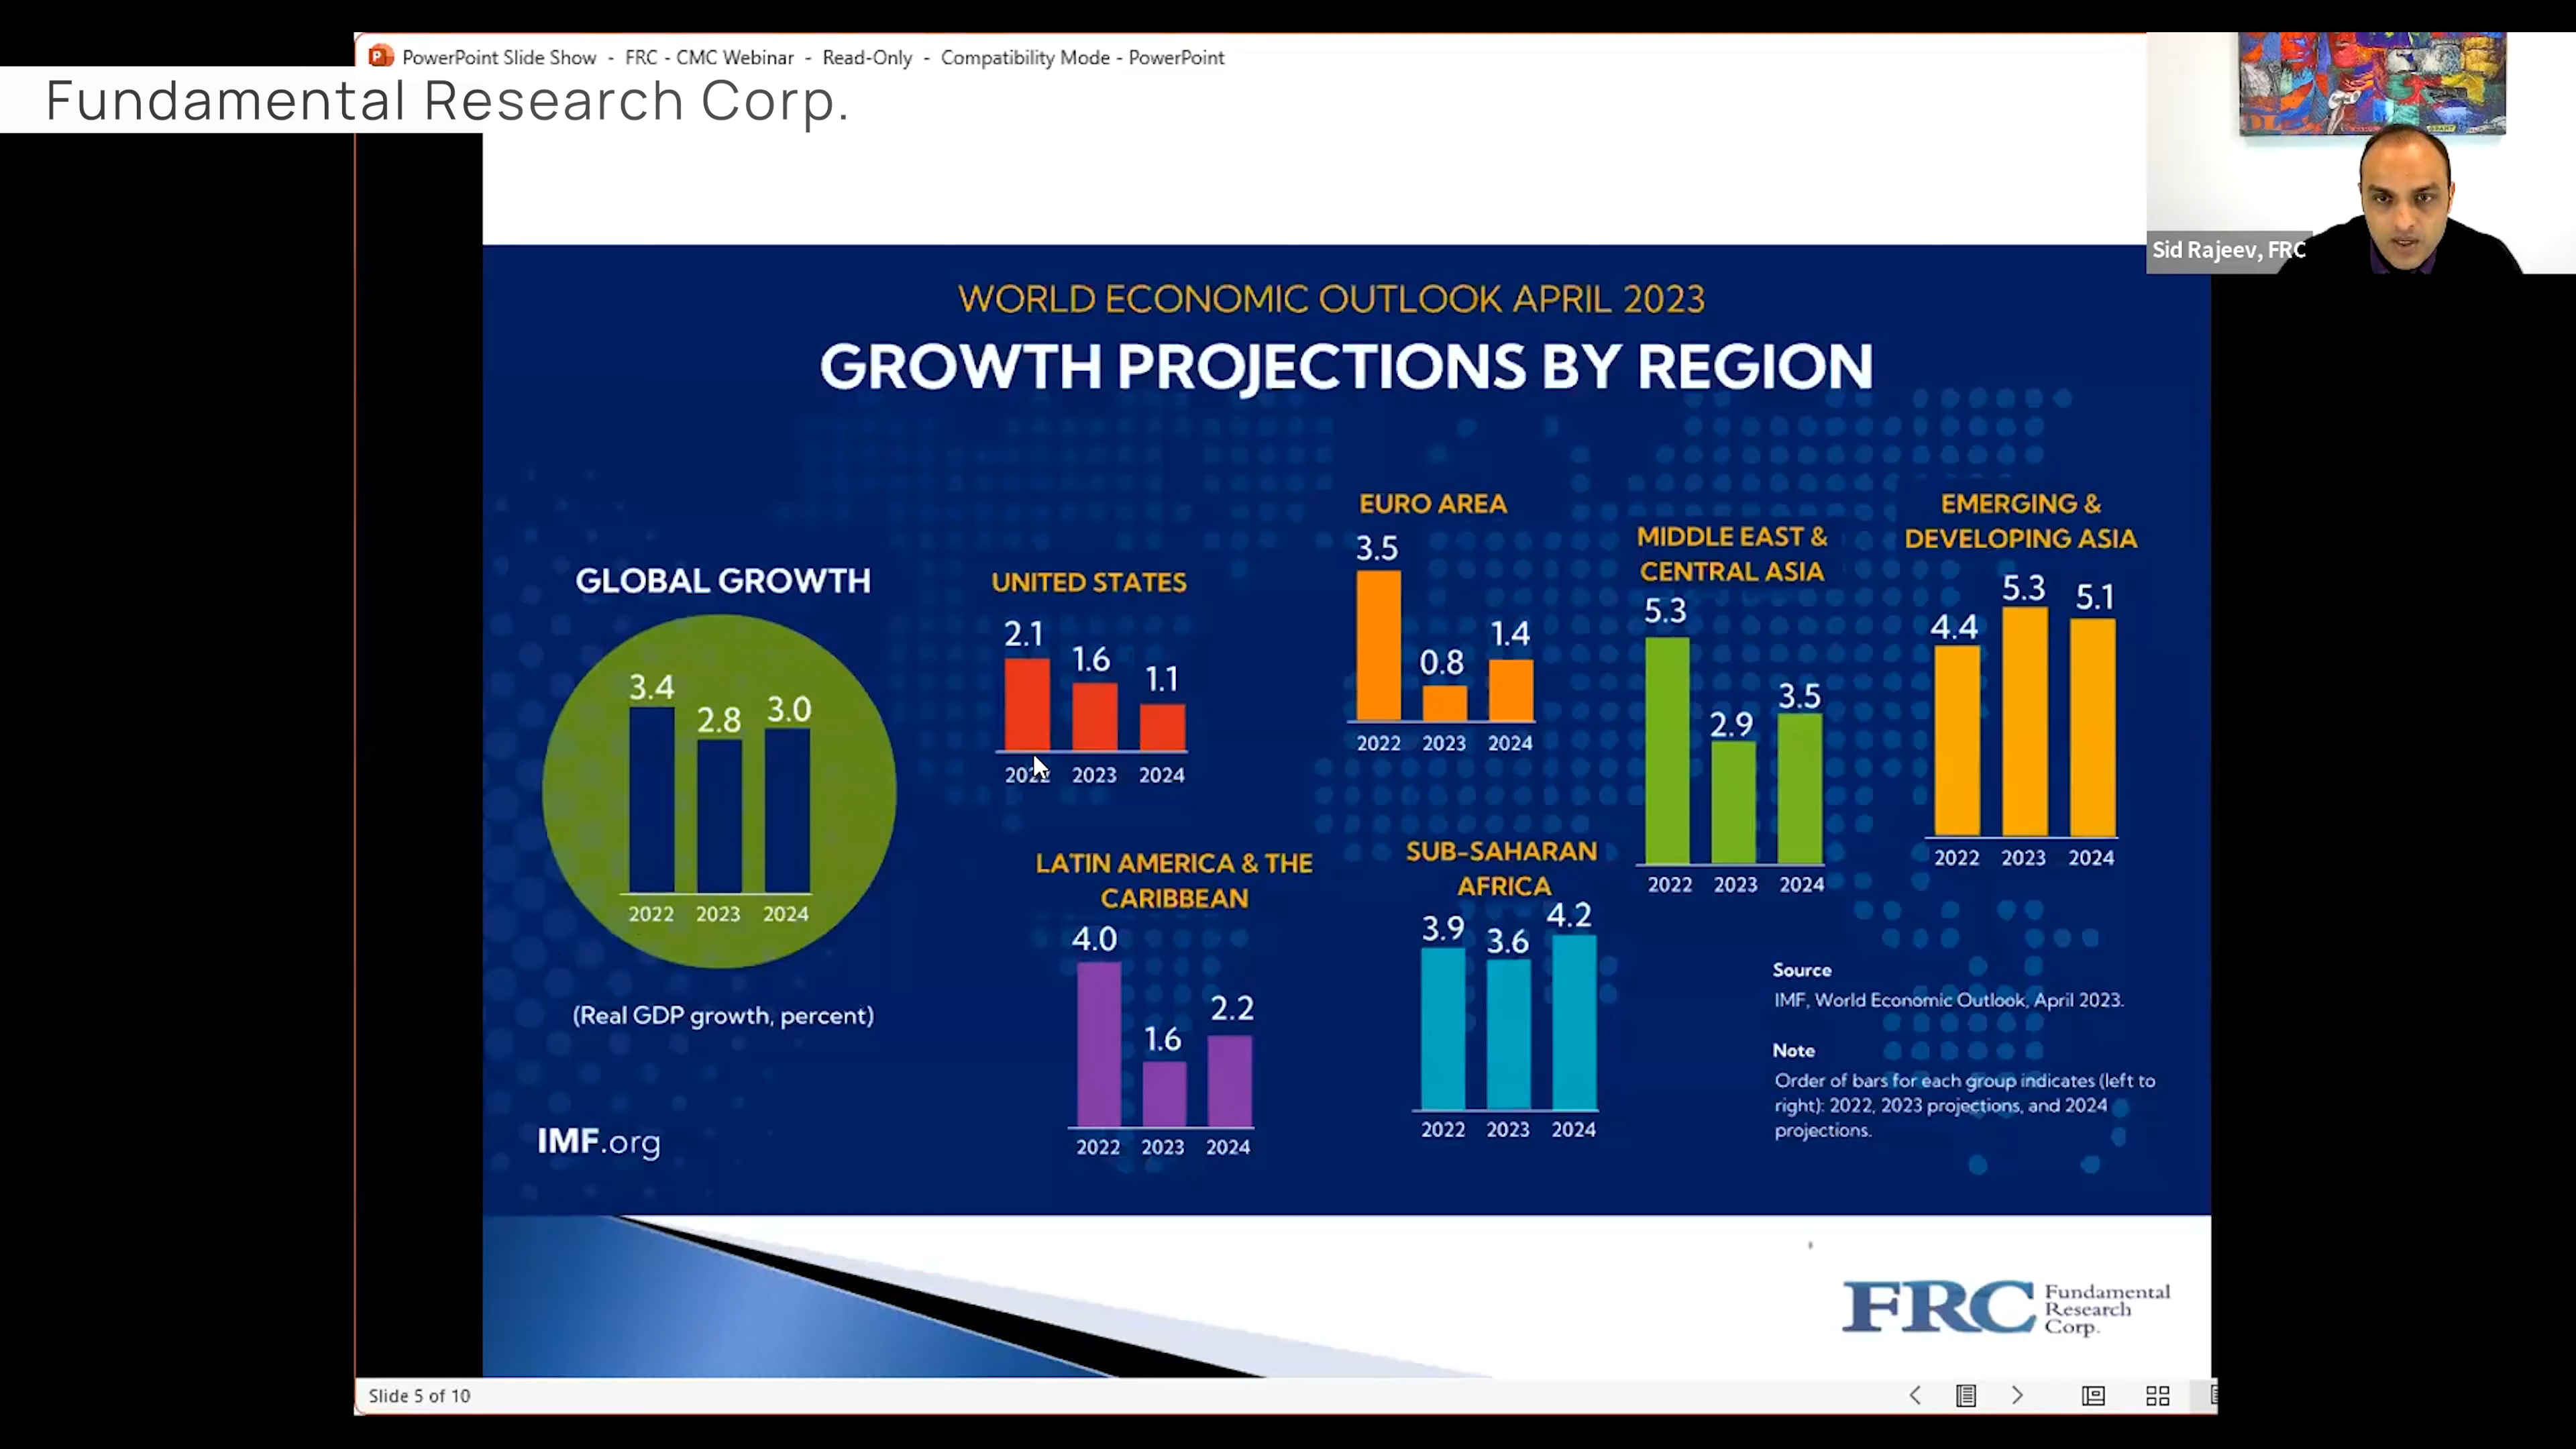 PowerPoint Slide Show - FRC - CMC Webinar - Read-Only - Compatibility Mode - PowerPoint
Fundamental Research Corp.
Sid Rajeev, FRC
WORLD ECONOMIC OUTLOOK APRIL 2023
GROWTH PROJECTIONS BY REGION
GLOBAL GROWTH
3.4
2.8
3.0
2022 2023 2024
(Real GDP growth, percent)
UNITED STATES
2.1
1.6
1.1
2022 2023 2024
EURO AREA
3.5
0.8
1.4
2022 2023 2024
MIDDLE EAST &
CENTRAL ASIA
5.3
2.9
3.5
2022 2023 2024
EMERGING &
DEVELOPING ASIA
4.4
5.3
5.1
2022 2023 2024
LATIN AMERICA & THE
CARIBBEAN
4.0
1.6
2.2
2022 2023 2024
SUB-SAHARAN
AFRICA
3.9
3.6
4.2
2022 2023 2024
Source
IMF, World Economic Outlook, April 2023.
Note
Order of bars for each group indicates (left to
right): 2022, 2023 projections, and 2024
projections.
IMF.org
FRC
Fundamental
Research
Corp.
Slide 5 of 10